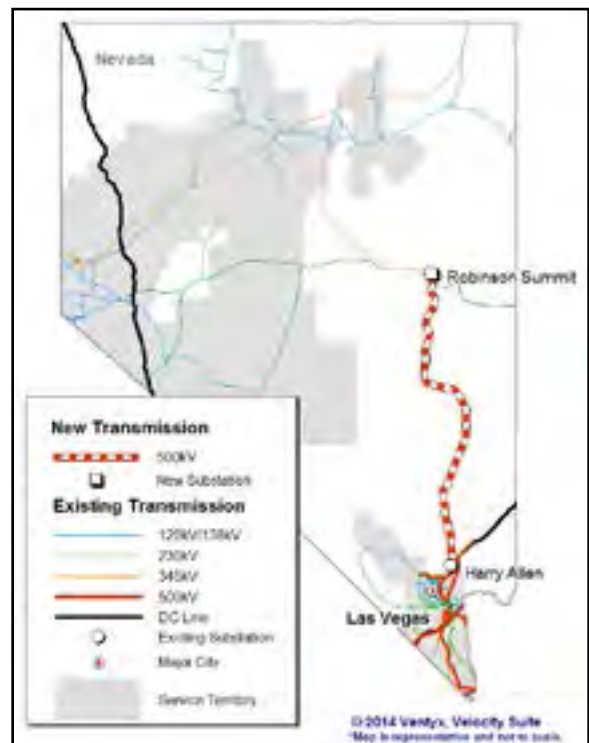 Nevada
Robinson Summit
New Transmission
500kV
New Substation
Existing Transmission
120kV/138kV
230kV
345kV
500kV
DC Line
Existing Substation
Major City
Service Territory
Harry Allen
Las Vegas
© 2014 Ventyx, Velocity Suite
*Map is representative and not to scale.